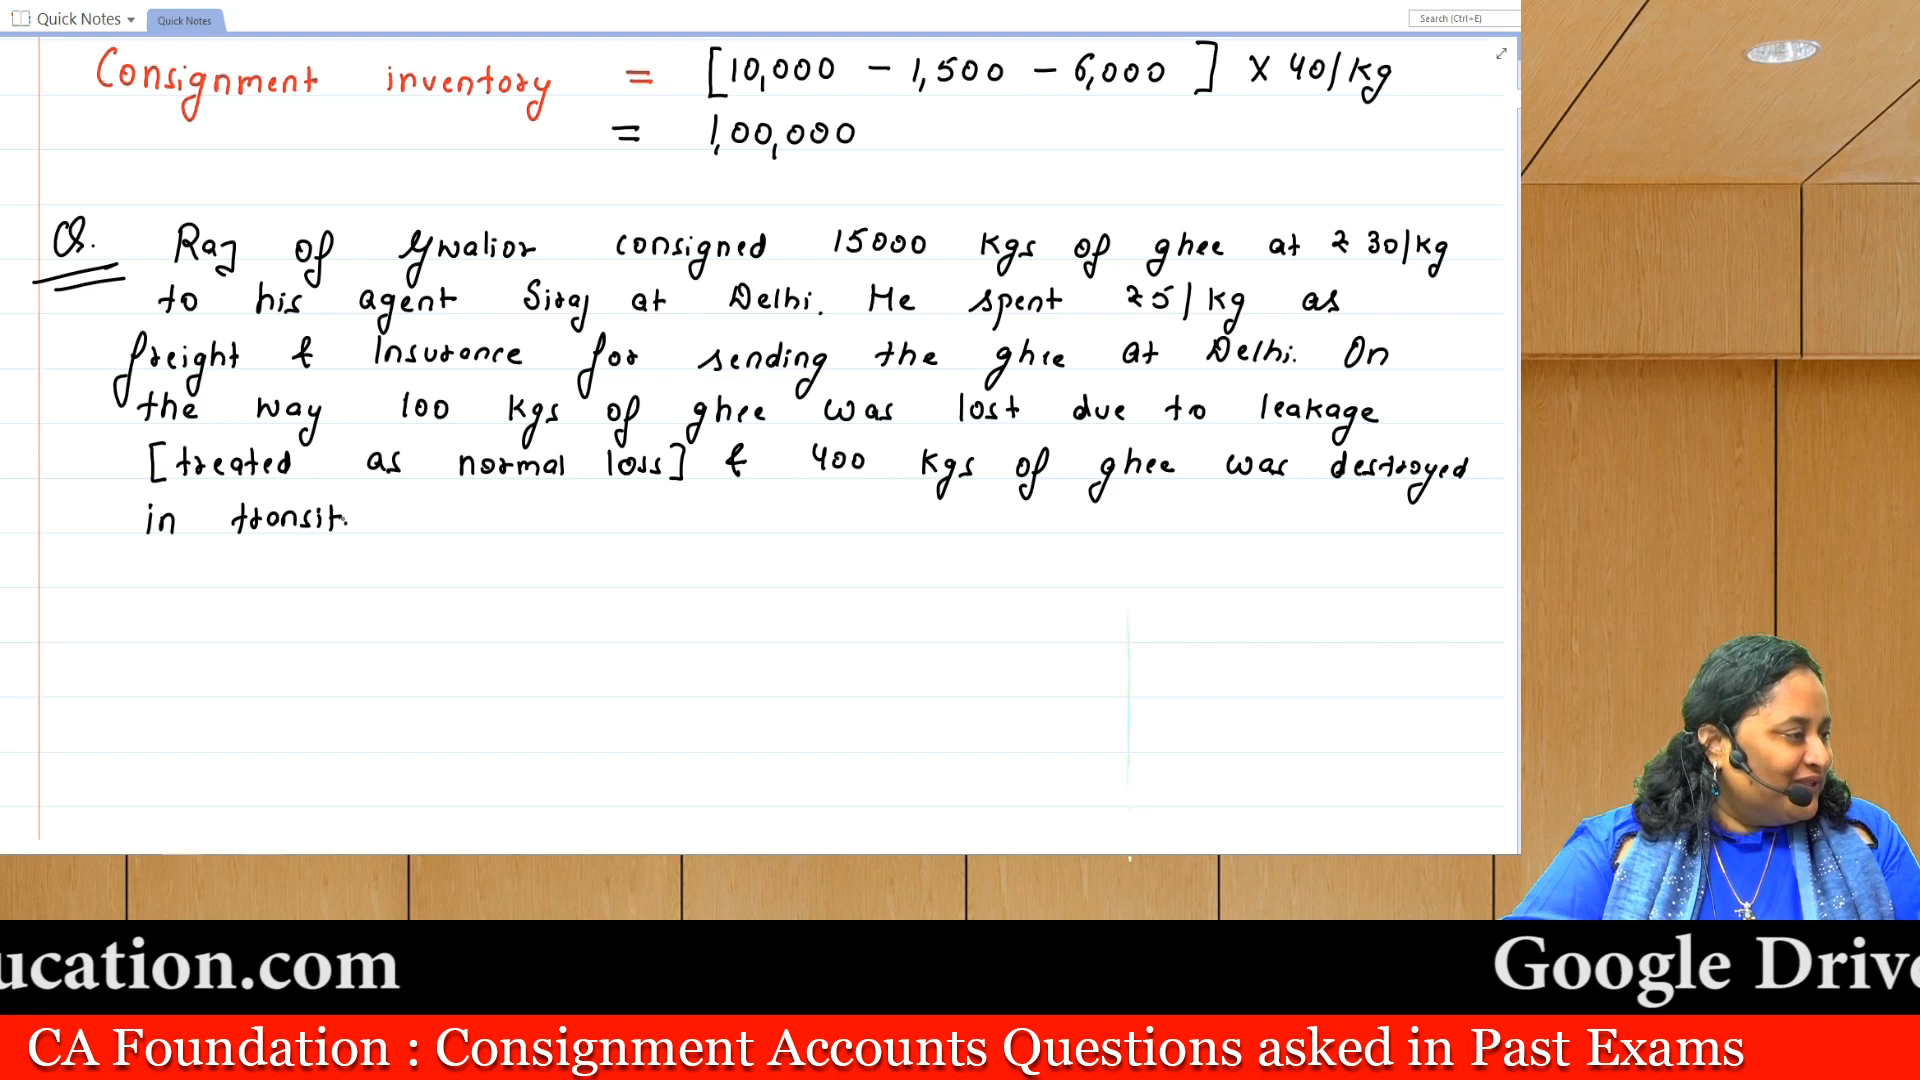 Quick Notes Quick Notes Search (Ctrl+E)
Consignment inventory = [10,000 - 1,500 - 6,000] × 40/kg
= 1,00,000
Q. Raj of Gwalior consigned 15000 kgs of ghee at ₹ 30/kg
to his agent Siraj at Delhi. He spent ₹5/kg as
freight & Insurance for sending the ghee at Delhi. On
the way 100 kgs of ghee was lost due to leakage
[treated as normal loss] & 400 kgs of ghee was destroyed
in transit.
ucation.com Google Drive
CA Foundation : Consignment Accounts Questions asked in Past Exams